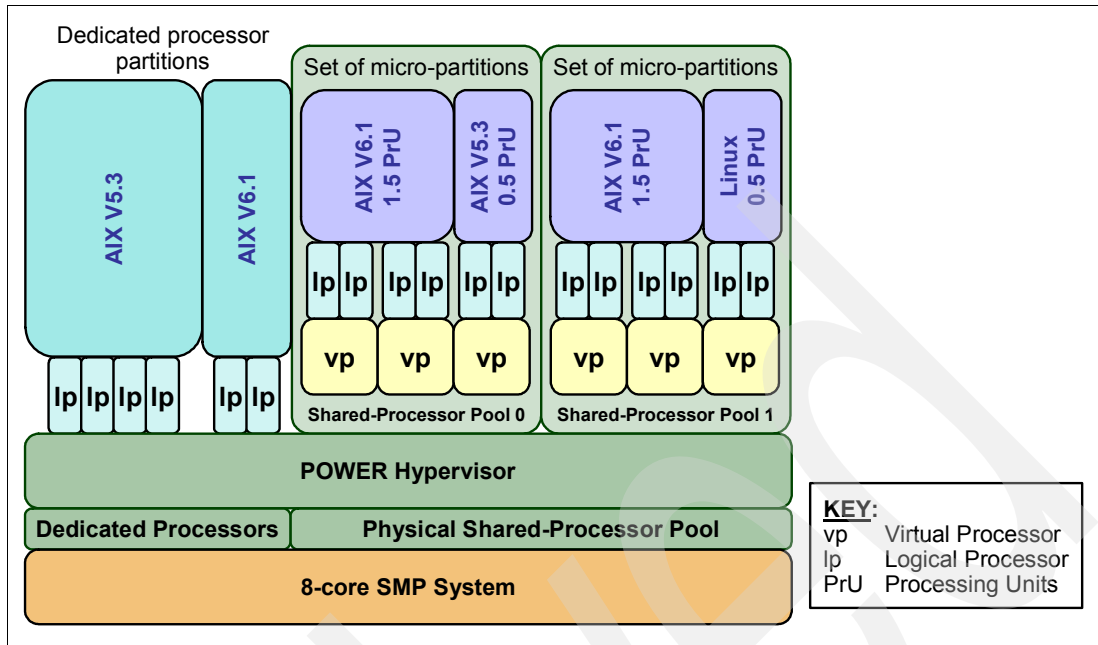 Dedicated processor
partitions
Set of micro-partitions
Set of micro-partitions
AIX V5.3
AIX V6.1
AIX V6.1
1.5 PrU
AIX V5.3
0.5 PrU
AIX V6.1
1.5 PrU
Linux
0.5 PrU
lp lp lp lp lp lp
lp lp lp lp lp lp
vp vp vp
vp vp vp
Shared-Processor Pool 0
Shared-Processor Pool 1
lp lp lp lp
lp lp
POWER Hypervisor
Dedicated Processors
Physical Shared-Processor Pool
8-core SMP System
KEY:
vp Virtual Processor
lp Logical Processor
PrU Processing Units